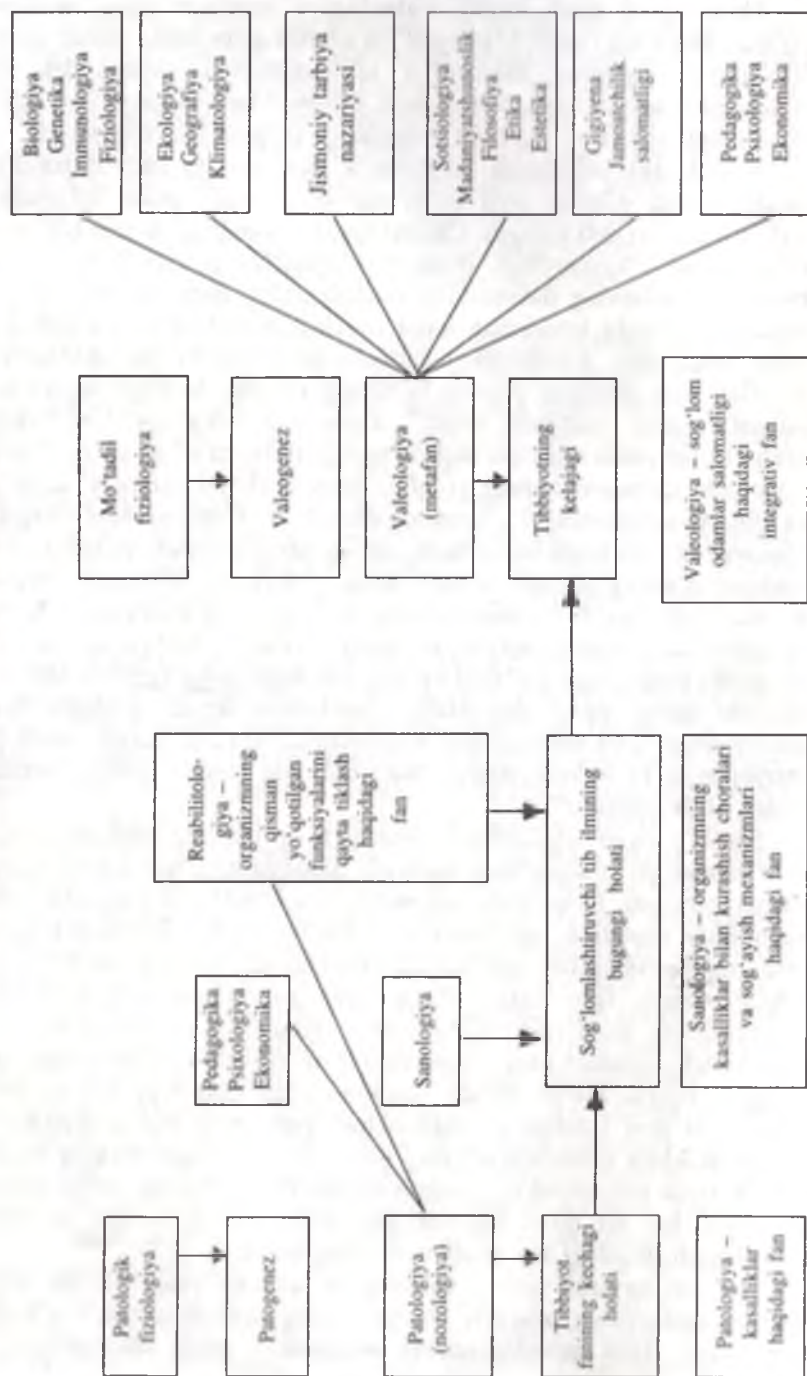 Biologiya
Genetika
Immunologiya
Fiziologiya
Ekologiya
Geografiya
Klimatologiya
Jismoniy tarbiya
nazariyasi
Sotsiologiya
Madaniyatshunoslik
Filosofiya
Etika
Estetika
Gigiyena
Janoatchilik
salomatligi
Pedagogika
Psixologiya
Ekonomika
Mo'tadil
fiziologiya
Valeogenez
Valeologiya
(metafan)
Tibbiyotning
kelajagi
Valeologiya – sog'lom
odamlar salomatligi
haqidagi
integrativ fan
Reabilitolo-
giya –
organizmning
qisman
yo'qotilgan
funksiyalarini
qayta tiklash
haqidagi
fan
Pedagogika
Psixologiya
Ekonomika
Sanologiya
Sog'lomlashtiruvchi tib ilmining
bugungi holati
Sanologiya – organizmning
kasalliklar bilan kurashish choralari
va sog'ayish mexanizmlari
haqidagi fan
Patologik
fiziologiya
Patogenez
Patologiya
(nozologiya)
Tibbiyot
fanining kechagi
holati
Patologiya –
kasalliklar
haqidagi fan